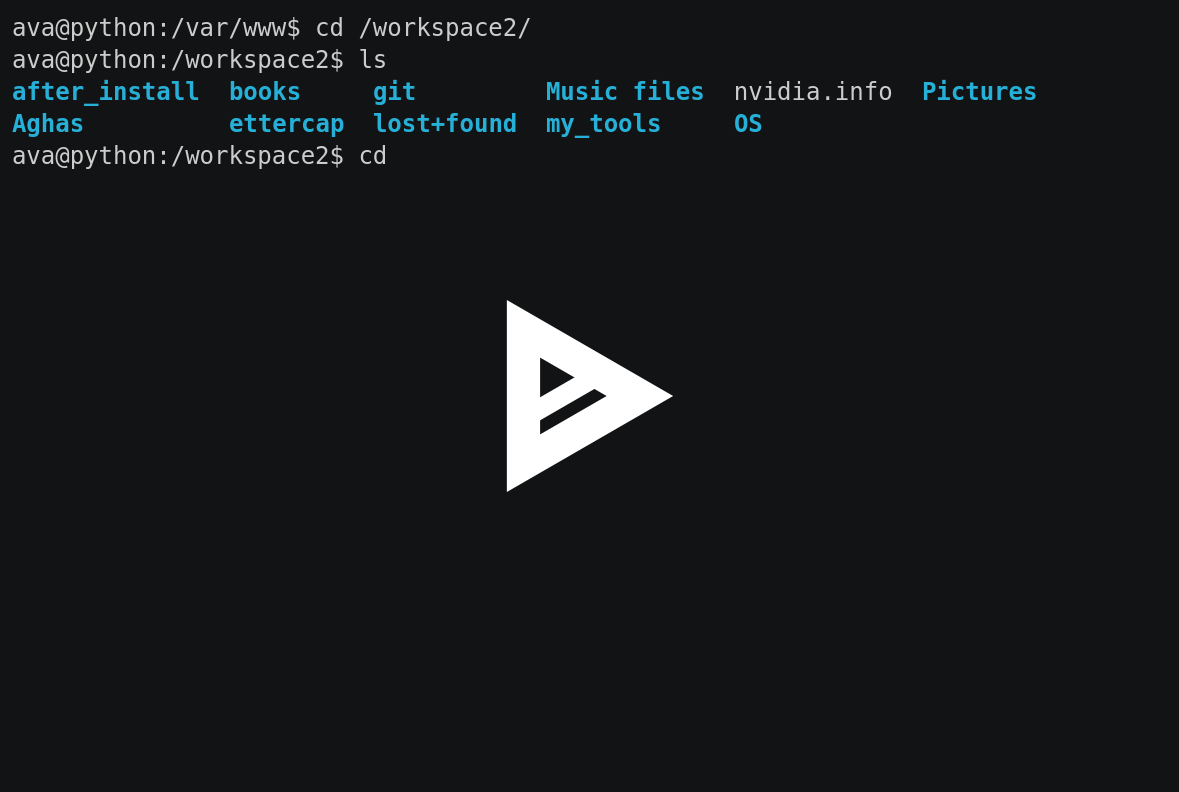 ava@python:/var/www$ cd /workspace2/
ava@python:/workspace2$ ls
after_install  books     git         Music files  nvidia.info  Pictures
Aghas          ettercap  lost+found  my_tools     OS
ava@python:/workspace2$ cd